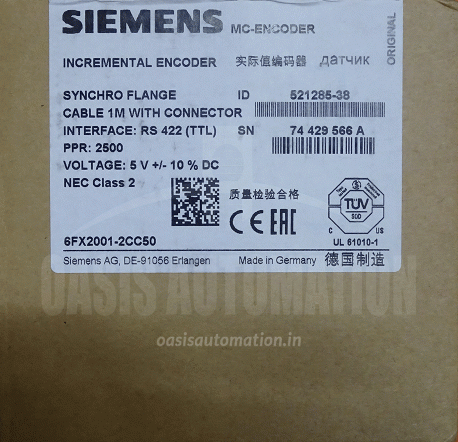 SIEMENS MC-ENCODER
ORIGINAL
INCREMENTAL ENCODER 实际值编码器 датчик
SYNCHRO FLANGE ID 521285-38
CABLE 1M WITH CONNECTOR
INTERFACE: RS 422 (TTL) SN 74 429 566 A
PPR: 2500
VOLTAGE: 5 V +/- 10 % DC
NEC Class 2
质量检验合格
CE EAC
TÜV
SÜD
C US
UL 61010-1
6FX2001-2CC50
Siemens AG, DE-91056 Erlangen Made in Germany 德国制造
OASIS AUTOMATION
oasisautomation.in